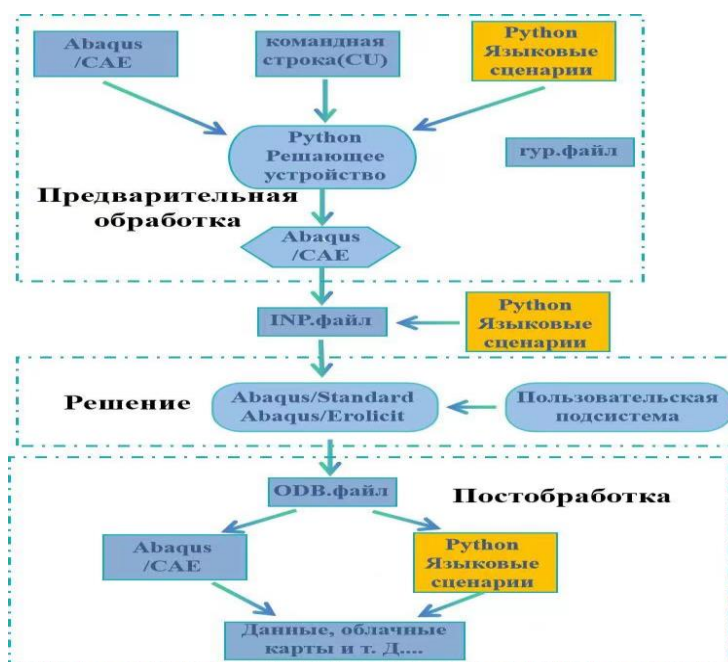 Abaqus
/CAE
командная
строка(CU)
Python
Языковые
сценарии
Python
Решающее
устройство
гур.файл
Предварительная
обработка
Abaqus
/CAE
INP.файл
Python
Языковые
сценарии
Решение
Abaqus/Standard
Abaqus/Erolicit
Пользовательская
подсистема
ODB.файл
Постобработка
Abaqus
/CAE
Python
Языковые
сценарии
Данные, облачные
карты и т. Д....